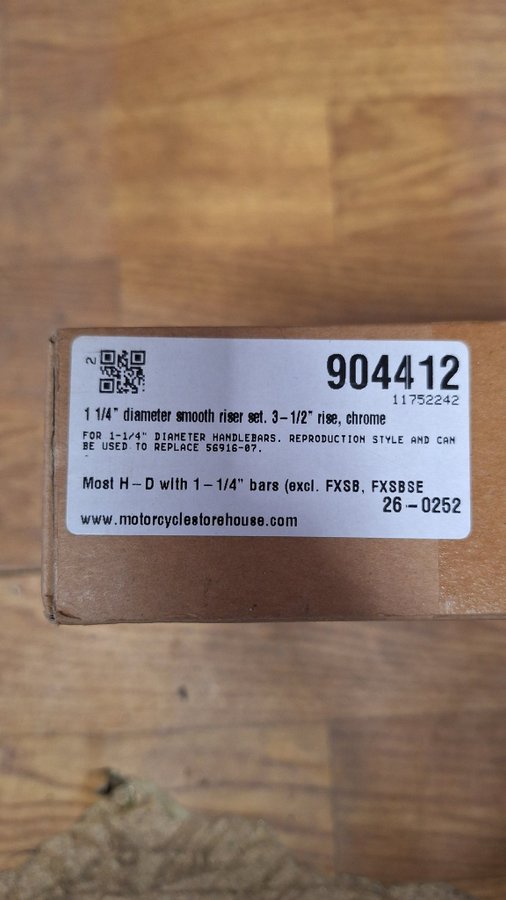 2
904412
11752242
1 1/4" diameter smooth riser set. 3-1/2" rise, chrome
FOR 1-1/4" DIAMETER HANDLEBARS. REPRODUCTION STYLE AND CAN
BE USED TO REPLACE 56916-07.
Most H-D with 1-1/4" bars (excl. FXSB, FXSBSE
26-0252
www.motorcyclestorehouse.com